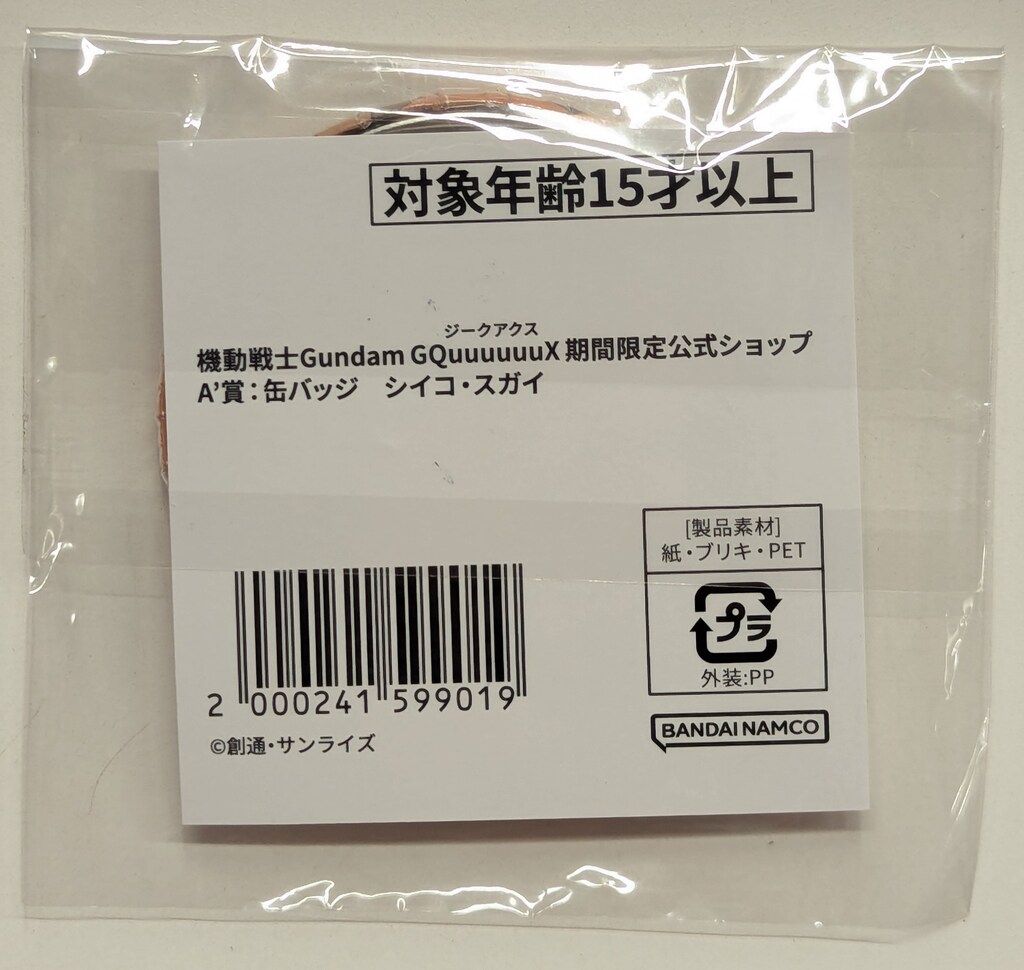 対象年齢15才以上
ジークアクス
機動戦士Gundam GQuuuuuuX 期間限定公式ショップ
A’賞：缶バッジ　シイコ・スガイ
[製品素材]
紙・ブリキ・PET
プラ
外装:PP
2 000241 599019
©創通・サンライズ
BANDAI NAMCO